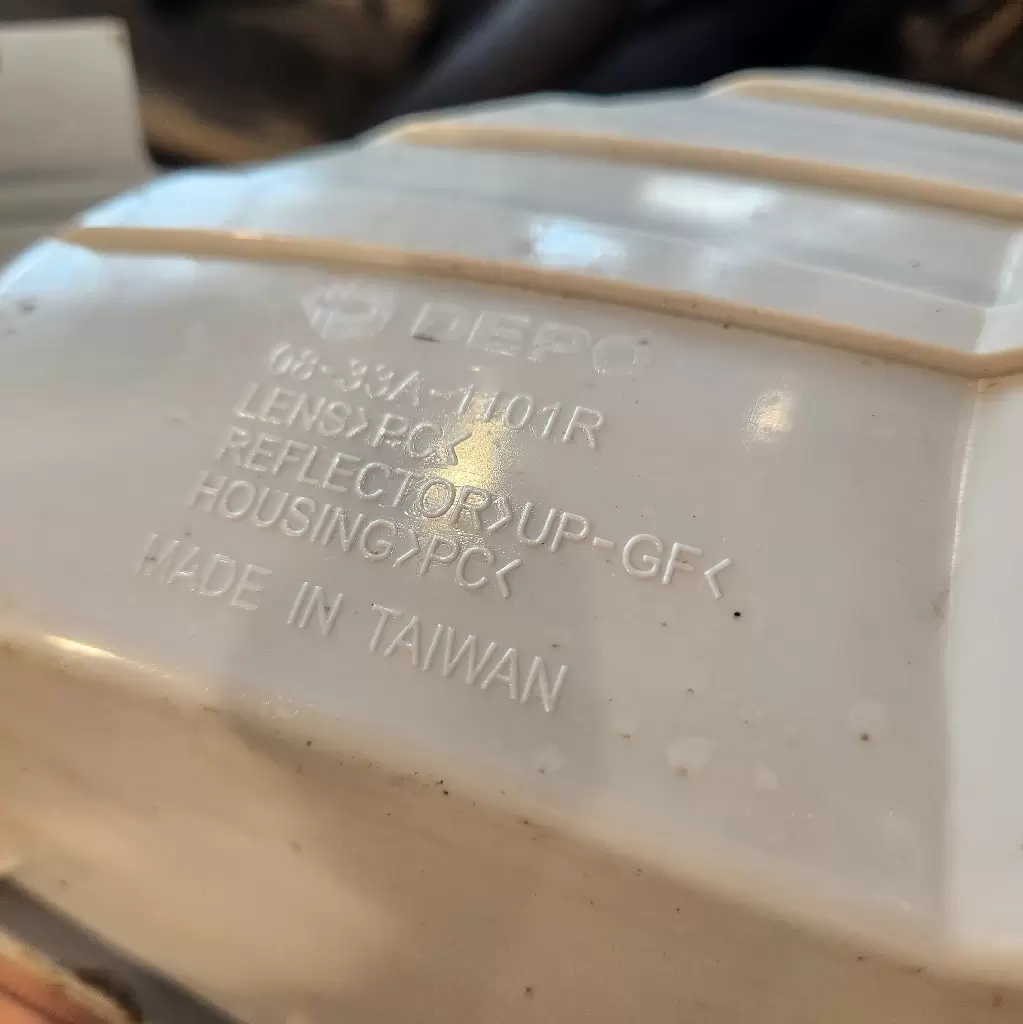 DEPO
08-33A-1101R
LENS>PC<
REFLECTOR>UP-GF<
HOUSING>PC<
MADE IN TAIWAN